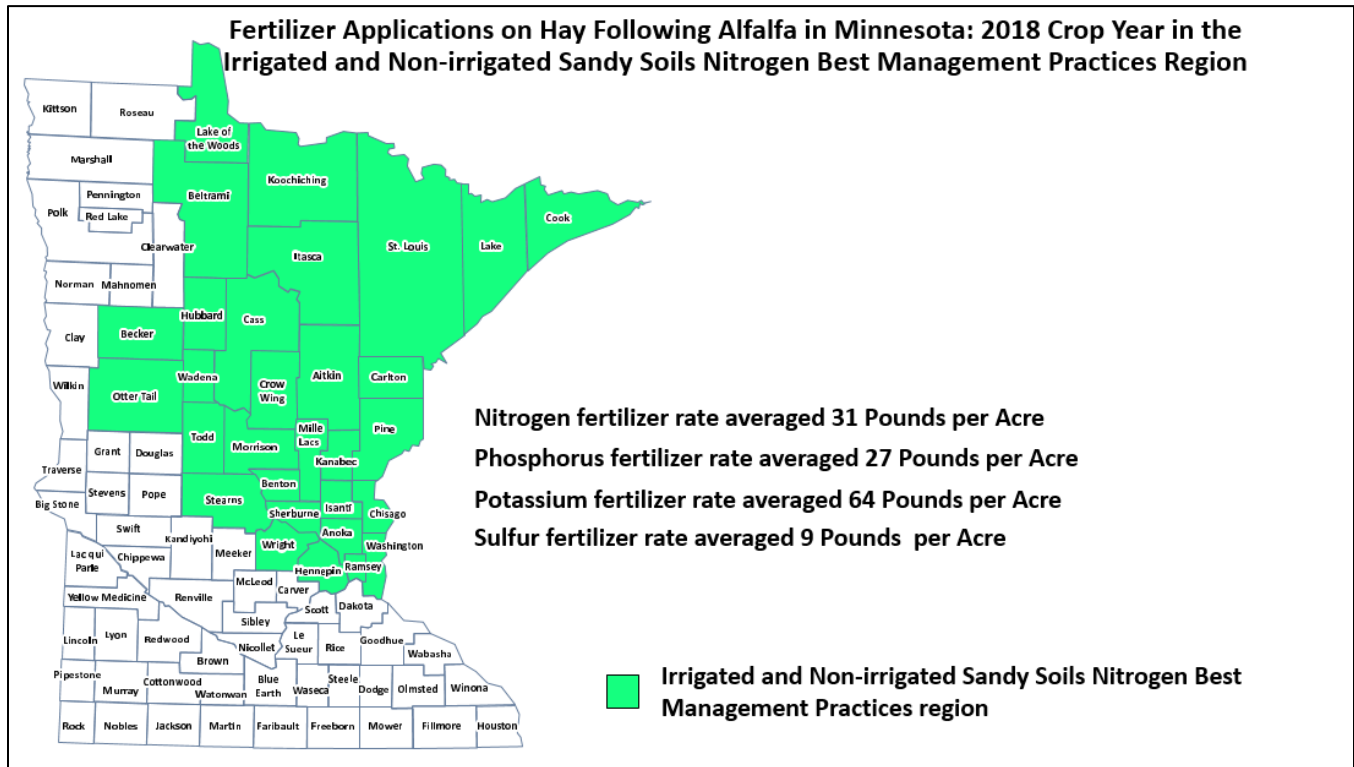 Fertilizer Applications on Hay Following Alfalfa in Minnesota: 2018 Crop Year in the
Irrigated and Non-irrigated Sandy Soils Nitrogen Best Management Practices Region
Kittson
Roseau
Lake of
the Woods
Marshall
Koochiching
Pennington
Beltrami
Polk
Red Lake
Cook
Clearwater
St. Louis
Lake
Itasca
Norman
Mahnomen
Hubbard
Cass
Clay
Becker
Wadena
Aitkin
Carlton
Wilkin
Crow
Wing
Otter Tail
Nitrogen fertilizer rate averaged 31 Pounds per Acre
Mille
Lacs
Pine
Todd
Morrison
Grant
Douglas
Phosphorus fertilizer rate averaged 27 Pounds per Acre
Kanabec
Traverse
Benton
Stevens
Pope
Stearns
Potassium fertilizer rate averaged 64 Pounds per Acre
Big Stone
Isanti
Sherburne
Chisago
Swift
Anoka
Sulfur fertilizer rate averaged 9 Pounds  per Acre
Kandiyohi
Wright
Washington
Meeker
Lac qui
Parle
Chippewa
Hennepin
Ramsey
McLeod
Carver
Yellow Medicine
Renville
Scott
Dakota
Sibley
Lincoln
Lyon
Redwood
Nicollet
Le
Sueur
Rice
Goodhue
Wabasha
Brown
Pipestone
Murray
Cottonwood
Watonwan
Blue
Earth
Waseca
Steele
Dodge
Olmsted
Winona
Irrigated and Non-irrigated Sandy Soils Nitrogen Best
Management Practices region
Rock
Nobles
Jackson
Martin
Faribault
Freeborn
Mower
Fillmore
Houston